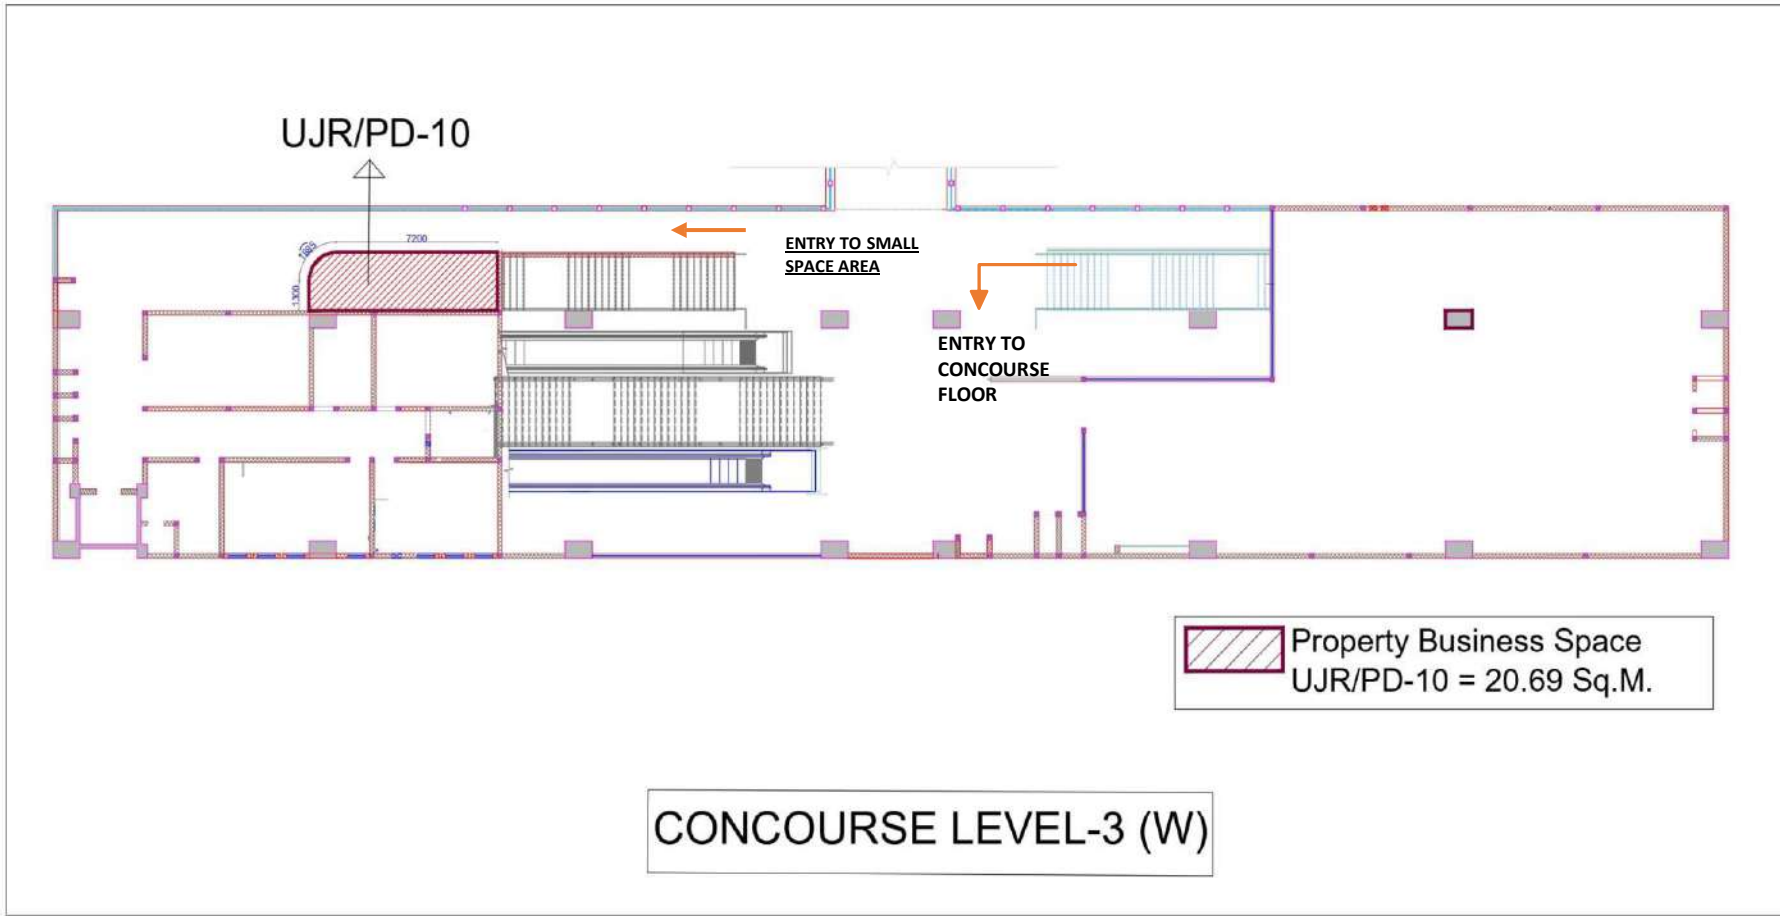 UJR/PD-10
7200
1300
ENTRY TO SMALL
SPACE AREA
ENTRY TO
CONCOURSE
FLOOR
Property Business Space
UJR/PD-10 = 20.69 Sq.M.
CONCOURSE LEVEL-3 (W)